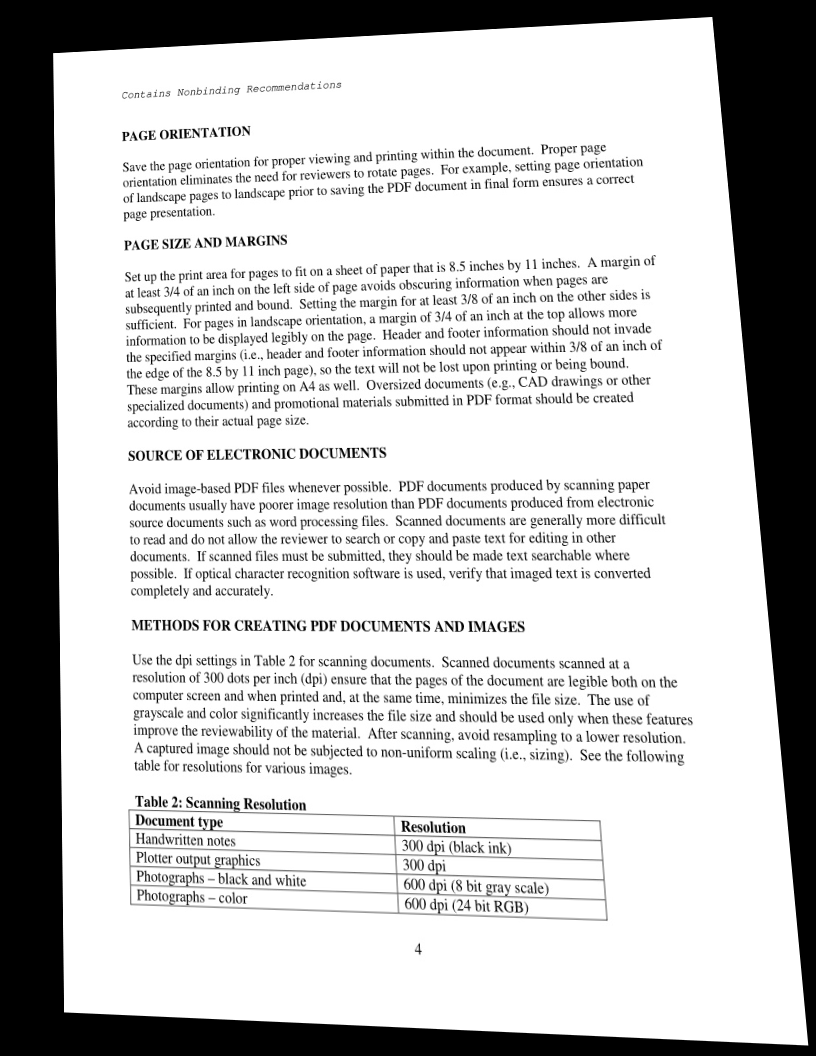 Contains Nonbinding Recommendations
PAGE ORIENTATION
Save the page orientation for proper viewing and printing within the document. Proper page
orientation eliminates the need for reviewers to rotate pages. For example, setting page orientation
of landscape pages to landscape prior to saving the PDF document in final form ensures a correct
page presentation.
PAGE SIZE AND MARGINS
Set up the print area for pages to fit on a sheet of paper that is 8.5 inches by 11 inches. A margin of
at least 3/4 of an inch on the left side of page avoids obscuring information when pages are
subsequently printed and bound. Setting the margin for at least 3/8 of an inch on the other sides is
sufficient. For pages in landscape orientation, a margin of 3/4 of an inch at the top allows more
information to be displayed legibly on the page. Header and footer information should not invade
the specified margins (i.e., header and footer information should not appear within 3/8 of an inch of
the edge of the 8.5 by 11 inch page), so the text will not be lost upon printing or being bound.
These margins allow printing on A4 as well. Oversized documents (e.g., CAD drawings or other
specialized documents) and promotional materials submitted in PDF format should be created
according to their actual page size.
SOURCE OF ELECTRONIC DOCUMENTS
Avoid image-based PDF files whenever possible. PDF documents produced by scanning paper
documents usually have poorer image resolution than PDF documents produced from electronic
source documents such as word processing files. Scanned documents are generally more difficult
to read and do not allow the reviewer to search or copy and paste text for editing in other
documents. If scanned files must be submitted, they should be made text searchable where
possible. If optical character recognition software is used, verify that imaged text is converted
completely and accurately.
METHODS FOR CREATING PDF DOCUMENTS AND IMAGES
Use the dpi settings in Table 2 for scanning documents. Scanned documents scanned at a
resolution of 300 dots per inch (dpi) ensure that the pages of the document are legible both on the
computer screen and when printed and, at the same time, minimizes the file size. The use of
grayscale and color significantly increases the file size and should be used only when these features
improve the reviewability of the material. After scanning, avoid resampling to a lower resolution.
A captured image should not be subjected to non-uniform scaling (i.e., sizing). See the following
table for resolutions for various images.
Table 2: Scanning Resolution
Document type Resolution
Handwritten notes 300 dpi (black ink)
Plotter output graphics 300 dpi
Photographs – black and white 600 dpi (8 bit gray scale)
Photographs – color 600 dpi (24 bit RGB)
4